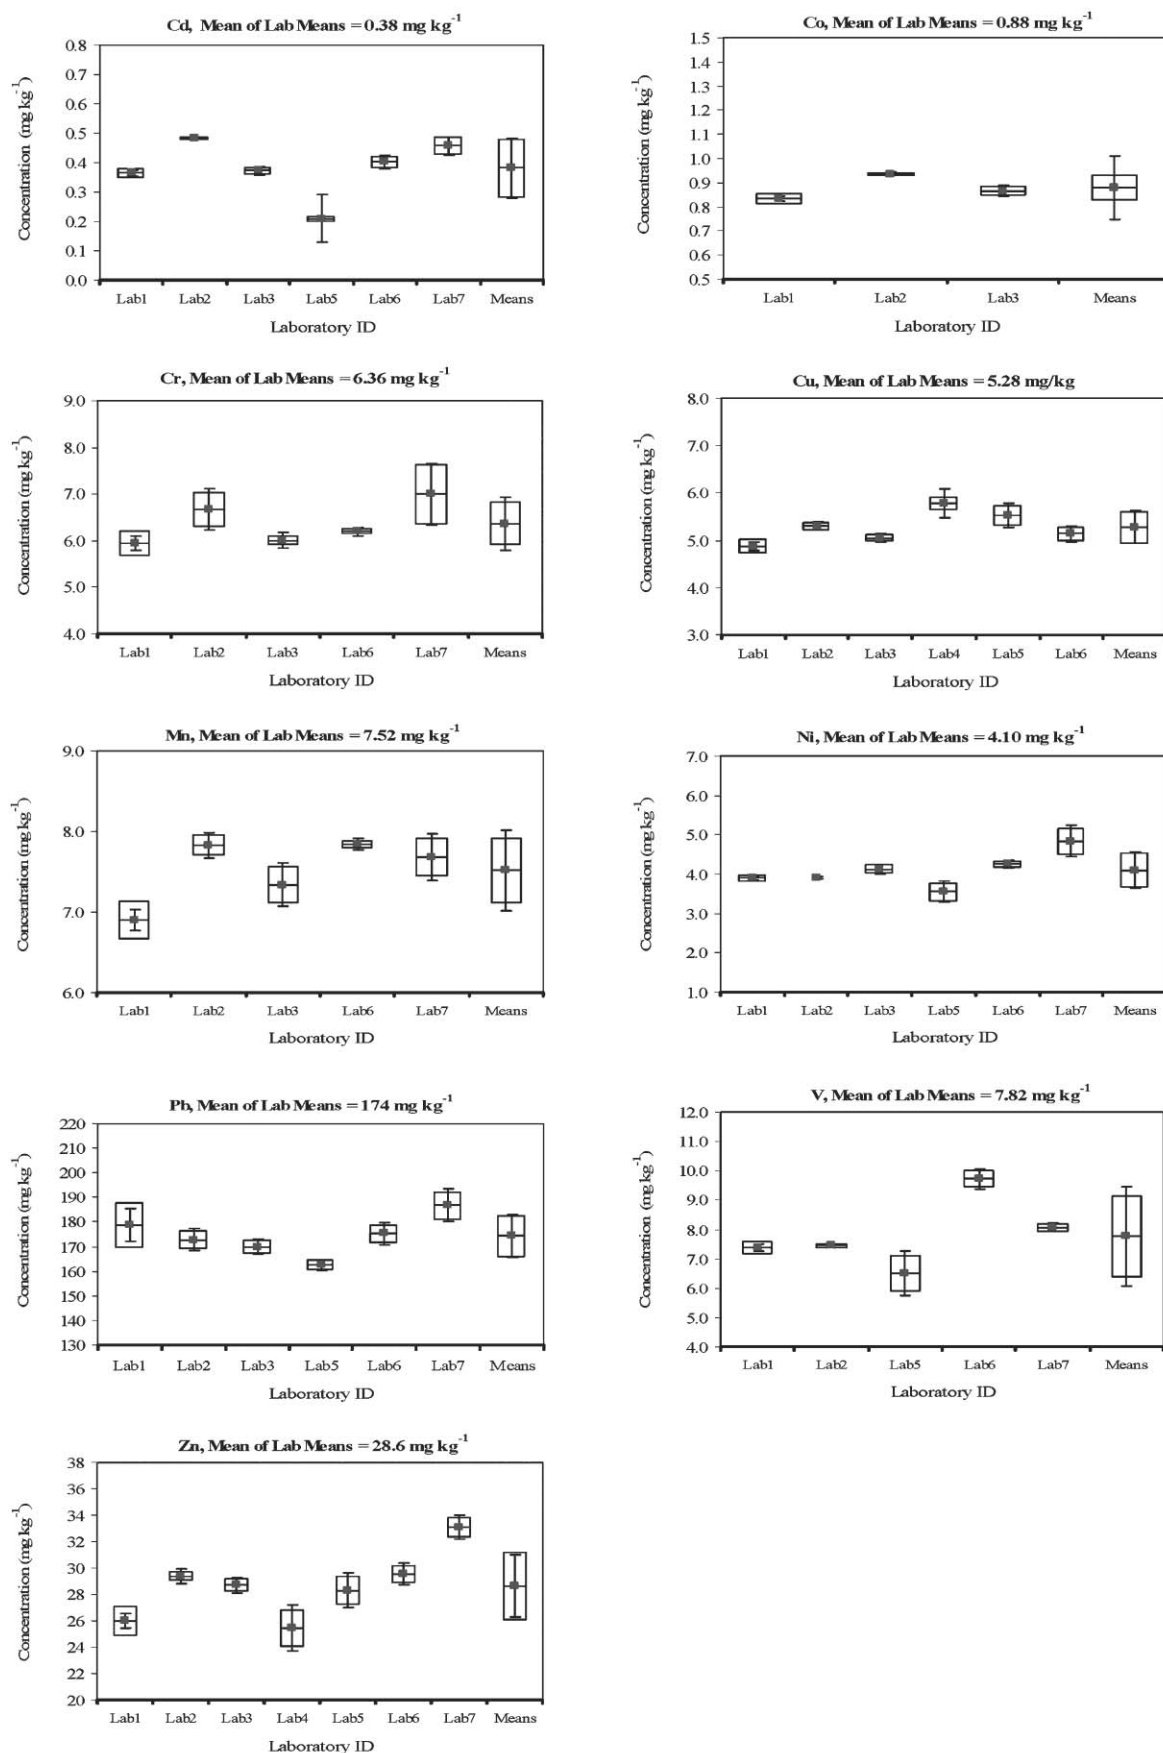 Cd, Mean of Lab Means = 0.38 mg kg⁻¹
Concentration (mg kg⁻¹)
0.8
0.7
0.6
0.5
0.4
0.3
0.2
0.1
0.0
Lab1 Lab2 Lab3 Lab5 Lab6 Lab7 Means
Laboratory ID
Co, Mean of Lab Means = 0.88 mg kg⁻¹
Concentration (mg kg⁻¹)
1.5
1.4
1.3
1.2
1.1
1.0
0.9
0.8
0.7
0.6
0.5
Lab1 Lab2 Lab3 Means
Laboratory ID
Cr, Mean of Lab Means = 6.36 mg kg⁻¹
Concentration (mg kg⁻¹)
9.0
8.0
7.0
6.0
5.0
4.0
Lab1 Lab2 Lab3 Lab6 Lab7 Means
Laboratory ID
Cu, Mean of Lab Means = 5.28 mg/kg
Concentration (mg kg⁻¹)
8.0
7.0
6.0
5.0
4.0
3.0
Lab1 Lab2 Lab3 Lab4 Lab5 Lab6 Means
Laboratory ID
Mn, Mean of Lab Means = 7.52 mg kg⁻¹
Concentration (mg kg⁻¹)
9.0
8.0
7.0
6.0
Lab1 Lab2 Lab3 Lab6 Lab7 Means
Laboratory ID
Ni, Mean of Lab Means = 4.10 mg kg⁻¹
Concentration (mg kg⁻¹)
7.0
6.0
5.0
4.0
3.0
2.0
1.0
Lab1 Lab2 Lab3 Lab5 Lab6 Lab7 Means
Laboratory ID
Pb, Mean of Lab Means = 174 mg kg⁻¹
Concentration (mg kg⁻¹)
220
210
200
190
180
170
160
150
140
130
Lab1 Lab2 Lab3 Lab5 Lab6 Lab7 Means
Laboratory ID
V, Mean of Lab Means = 7.82 mg kg⁻¹
Concentration (mg kg⁻¹)
12.0
11.0
10.0
9.0
8.0
7.0
6.0
5.0
4.0
Lab1 Lab2 Lab5 Lab6 Lab7 Means
Laboratory ID
Zn, Mean of Lab Means = 28.6 mg kg⁻¹
Concentration (mg kg⁻¹)
38
36
34
32
30
28
26
24
22
20
Lab1 Lab2 Lab3 Lab4 Lab5 Lab6 Lab7 Means
Laboratory ID